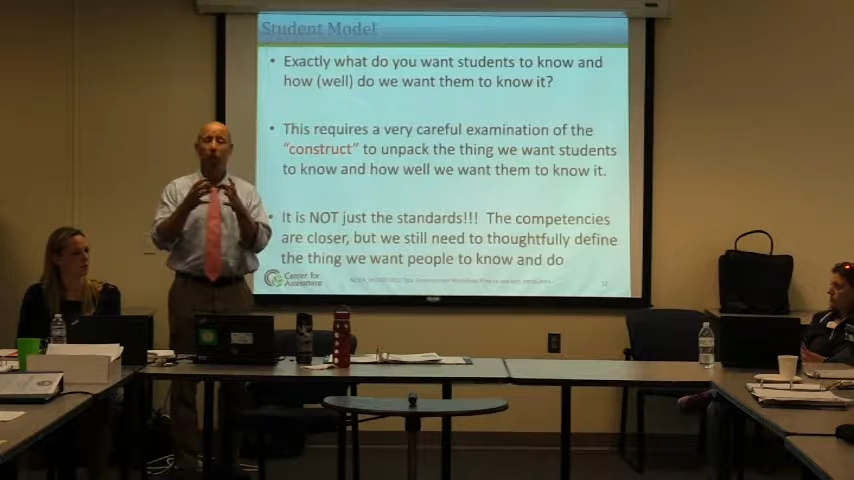 Student Model
• Exactly what do you want students to know and
how (well) do we want them to know it?
• This requires a very careful examination of the
“construct” to unpack the thing we want students
to know and how well we want them to know it.
• It is NOT just the standards!!! The competencies
are closer, but we still need to thoughtfully define
the thing we want people to know and do
Center for
Assessment
12